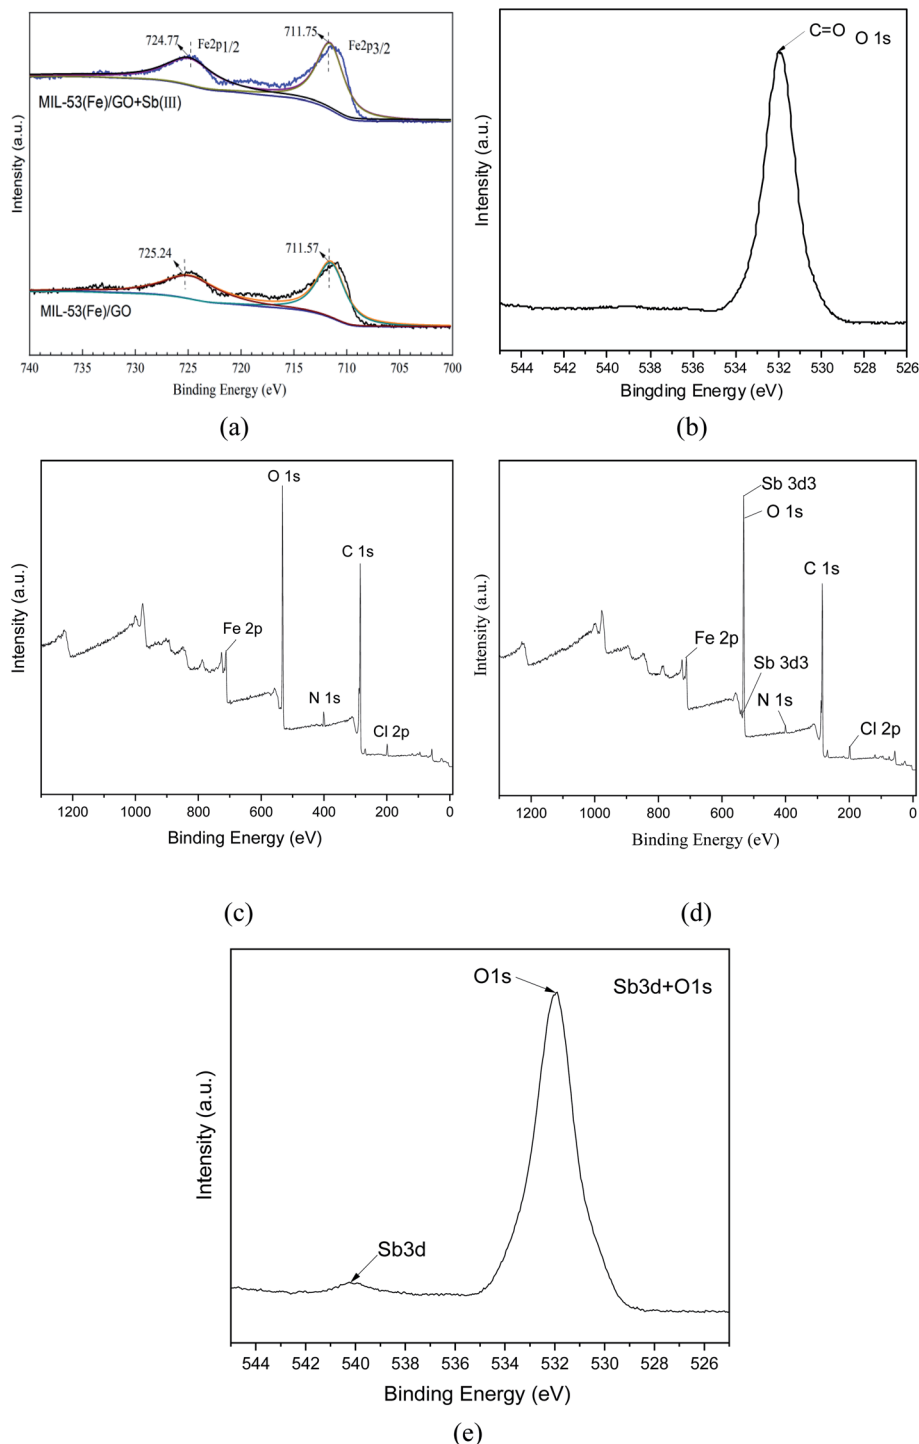 724.77 Fe2p1/2 711.75 Fe2p3/2
MIL-53(Fe)/GO+Sb(III)
725.24 711.57
MIL-53(Fe)/GO
Intensity (a.u.)
740 735 730 725 720 715 710 705 700
Binding Energy (eV)
(a)
C=O O 1s
Intensity (a.u.)
544 542 540 538 536 534 532 530 528 526
Bingding Energy (eV)
(b)
O 1s
C 1s
Fe 2p
N 1s
Cl 2p
Intensity (a.u.)
1200 1000 800 600 400 200 0
Binding Energy (eV)
(c)
Sb 3d3
O 1s
C 1s
Fe 2p
Sb 3d3
N 1s
Cl 2p
Intensity (a.u.)
1200 1000 800 600 400 200 0
Binding Energy (eV)
(d)
O1s Sb3d+O1s
Sb3d
Intensity (a.u.)
544 542 540 538 536 534 532 530 528 526
Binding Energy (eV)
(e)